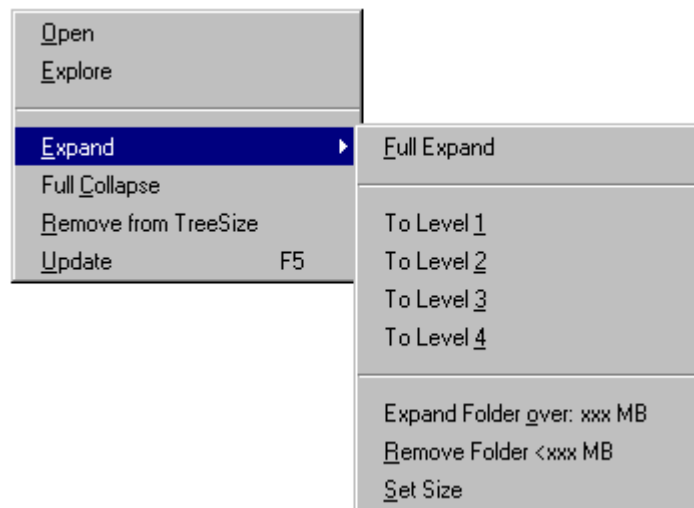 Open
Explore
Expand
Full Collapse
Remove from TreeSize
Update F5
Full Expand
To Level 1
To Level 2
To Level 3
To Level 4
Expand Folder over: xxx MB
Remove Folder <xxx MB
Set Size